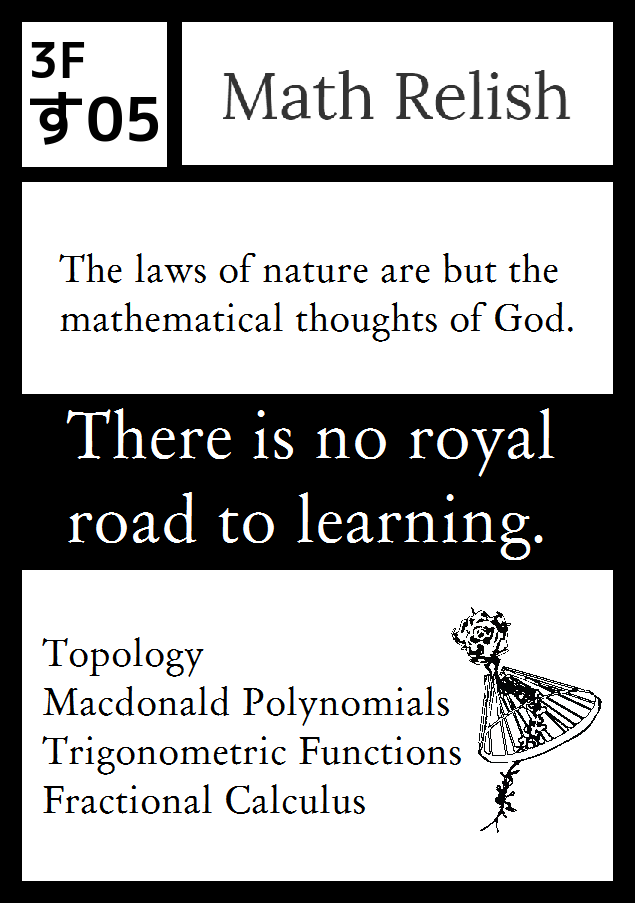 3F
す05
Math Relish
The laws of nature are but the
mathematical thoughts of God.
There is no royal
road to learning.
Topology
Macdonald Polynomials
Trigonometric Functions
Fractional Calculus